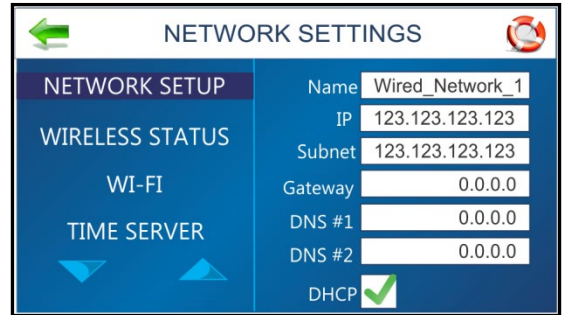 NETWORK SETTINGS
NETWORK SETUP
WIRELESS STATUS
WI-FI
TIME SERVER
Name Wired_Network_1
IP 123.123.123.123
Subnet 123.123.123.123
Gateway 0.0.0.0
DNS #1 0.0.0.0
DNS #2 0.0.0.0
DHCP